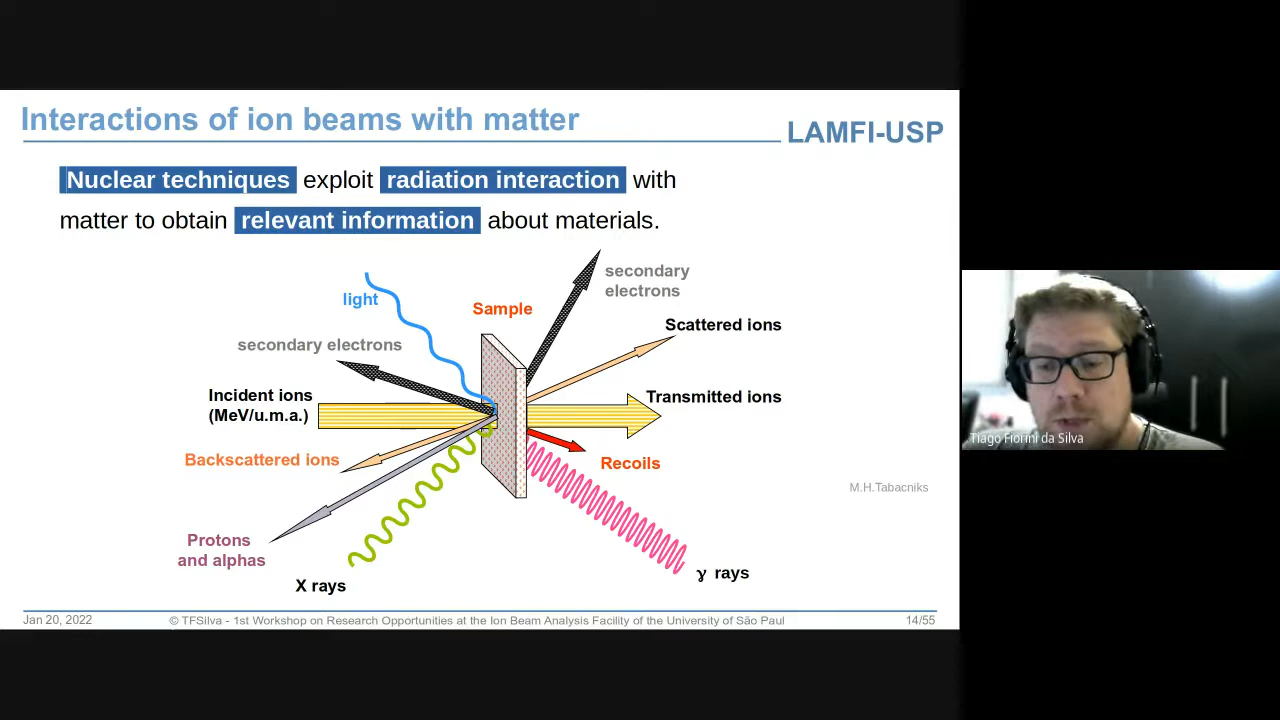 Interactions of ion beams with matter
LAMFI-USP
Nuclear techniques exploit radiation interaction with
matter to obtain relevant information about materials.
secondary
electrons
light
Sample
Scattered ions
secondary electrons
Incident ions
(MeV/u.m.a.)
Transmitted ions
Backscattered ions
Recoils
M.H.Tabacniks
Protons
and alphas
X rays
γ rays
Jan 20, 2022
© TFSilva - 1st Workshop on Research Opportunities at the Ion Beam Analysis Facility of the University of São Paul
14/55
Tiago Fiorini da Silva